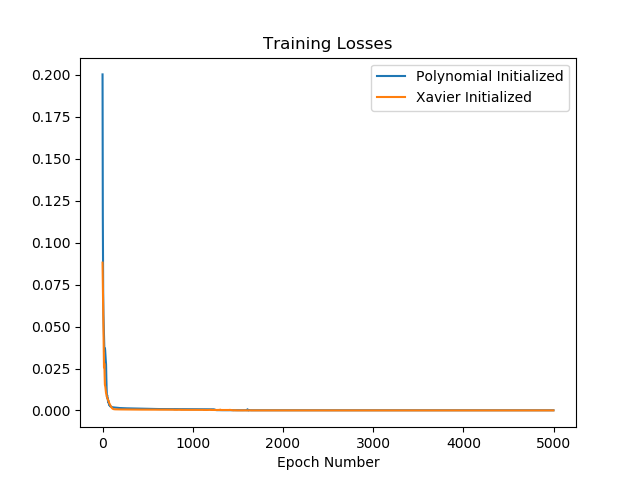 Training Losses
Polynomial Initialized
Xavier Initialized
0.200
0.175
0.150
0.125
0.100
0.075
0.050
0.025
0.000
0 1000 2000 3000 4000 5000
Epoch Number